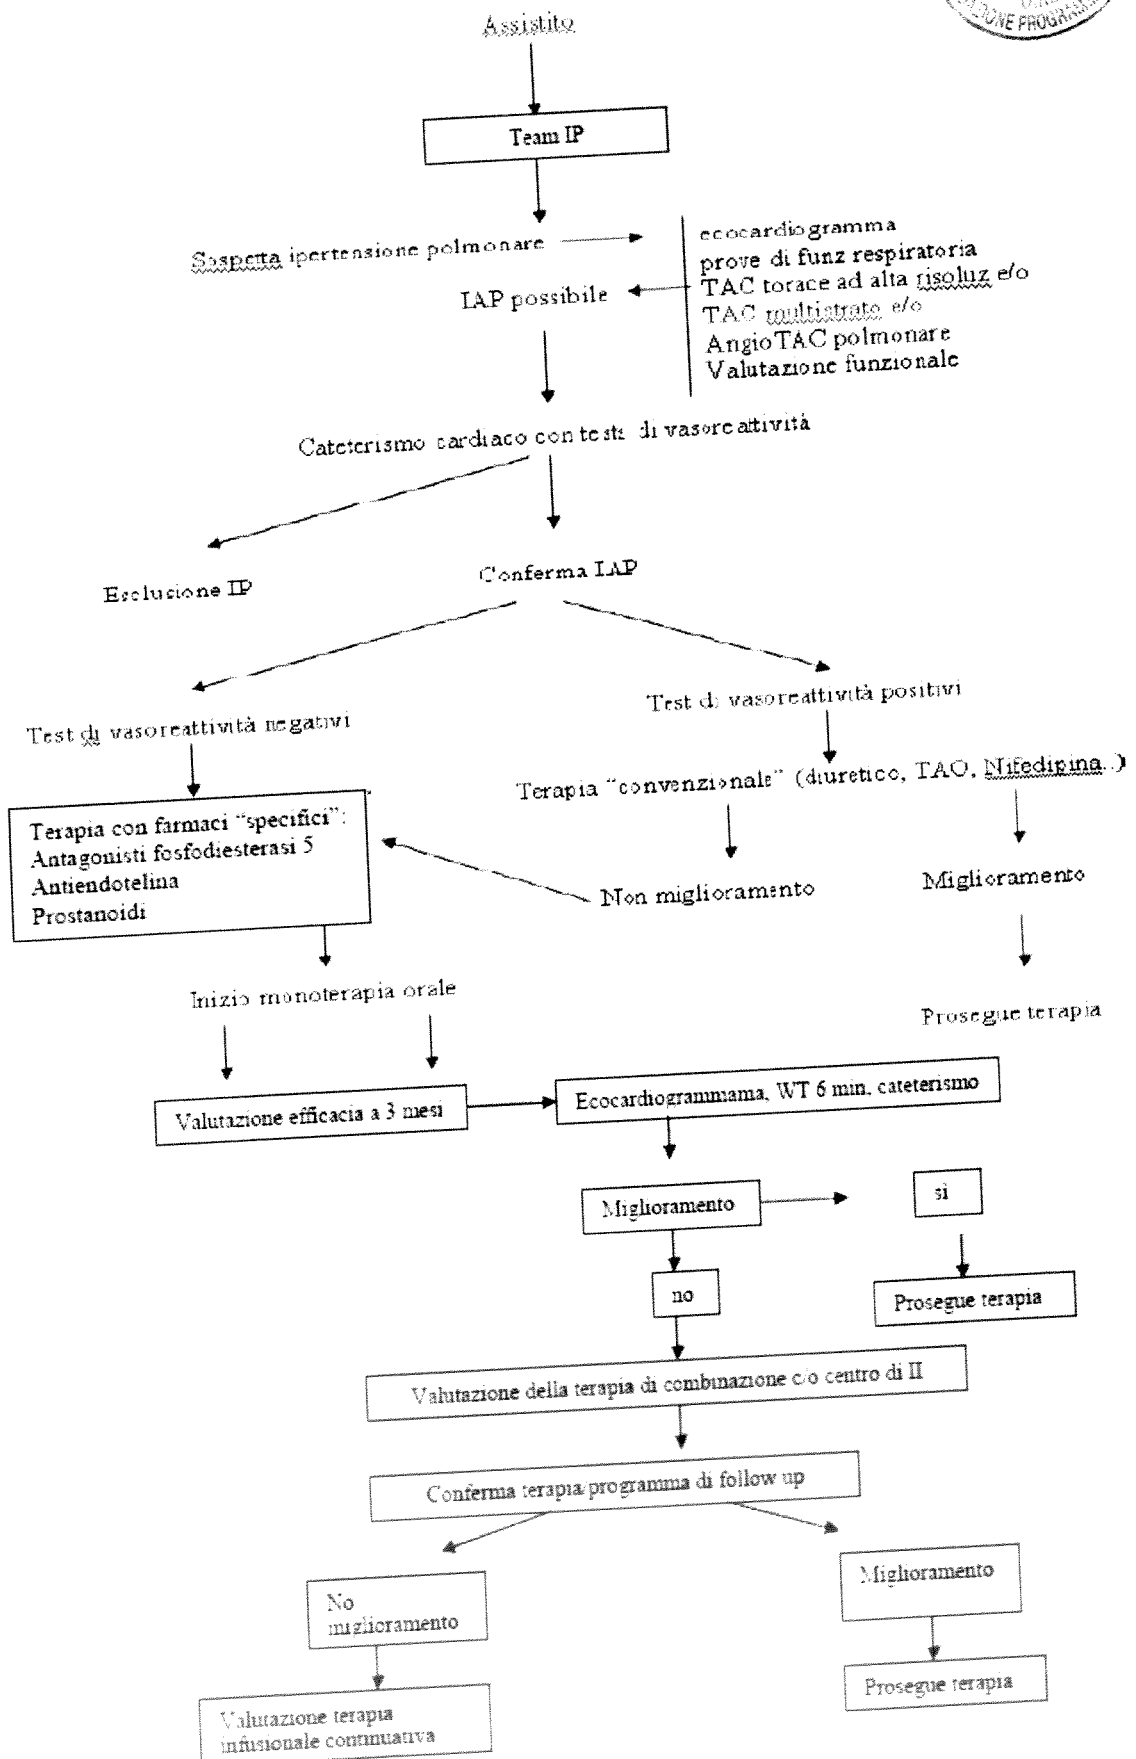 Assistito
ZIONE PROGRAMM
Team IP
Sospetta ipertensione polmonare
ecocardiogramma
prove di funz respiratoria
TAC torace ad alta risoluz e/o
TAC multistrato e/o
AngioTAC polmonare
Valutazione funzionale
IAP possibile
Cateterismo cardiaco con tests di vasoreattività
Esclusione IP
Conferma IAP
Test di vasoreattività negativi
Test di vasoreattività positivi
Terapia "convenzionale" (diuretico, TAO, Nifedipina..)
Terapia con farmaci "specifici":
Antagonisti fosfodiesterasi 5
Antiendotelina
Prostanoidi
Non miglioramento
Miglioramento
Inizio monoterapia orale
Prosegue terapia
Valutazione efficacia a 3 mesi
Ecocardiogrammama, WT 6 min, cateterismo
Miglioramento
si
no
Prosegue terapia
Valutazione della terapia di combinazione c/o centro di II
Conferma terapia/programma di follow up
No
miglioramento
Miglioramento
Valutazione terapia
infusionale continuativa
Prosegue terapia